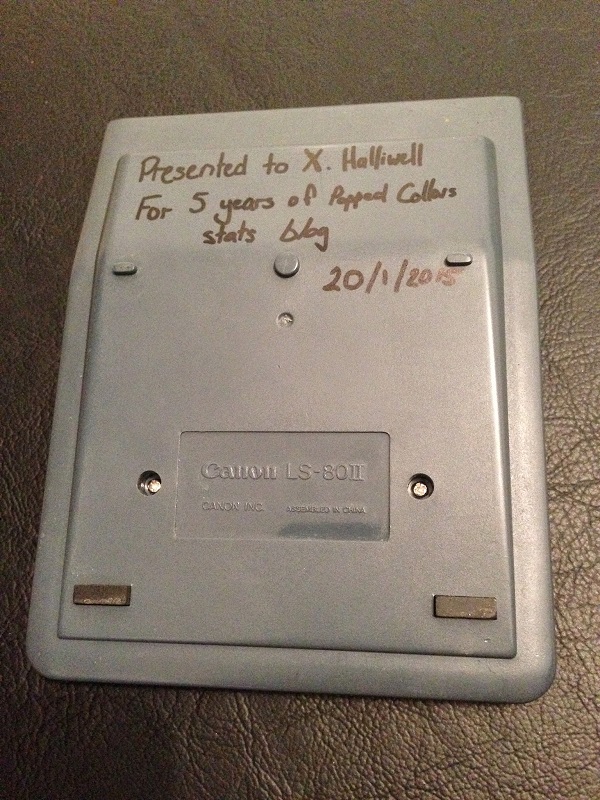 Presented to X. Halliwell
For 5 years of Popped Collars
stats blog
20/1/2015
Canon LS-80II
CANON INC. ASSEMBLED IN CHINA